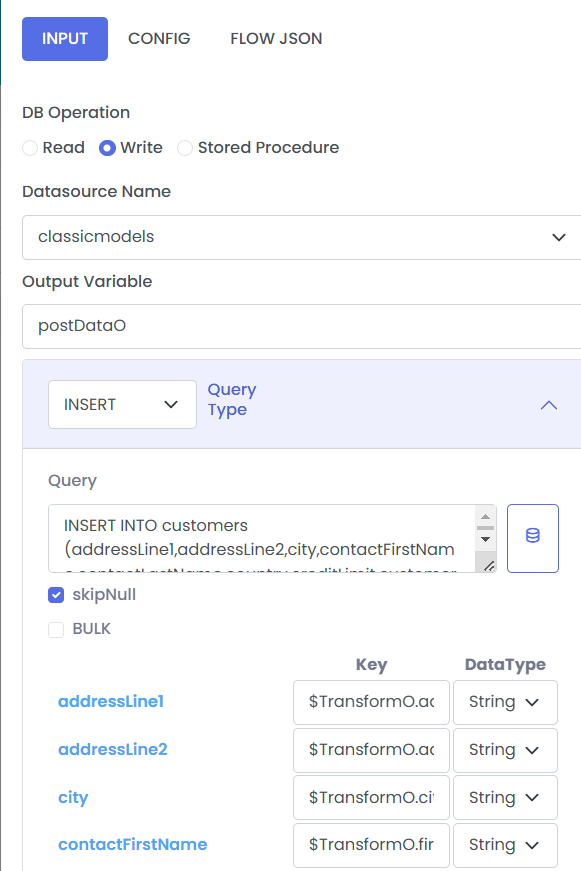 INPUT CONFIG FLOW JSON
DB Operation
Read Write Stored Procedure
Datasource Name
classicmodels
Output Variable
postDataO
INSERT
Query
Type
Query
INSERT INTO customers
(addressLine1,addressLine2,city,contactFirstNam
skipNull
BULK
Key DataType
addressLine1 $TransformO.ac String
addressLine2 $TransformO.ac String
city $TransformO.ci String
contactFirstName $TransformO.fir String